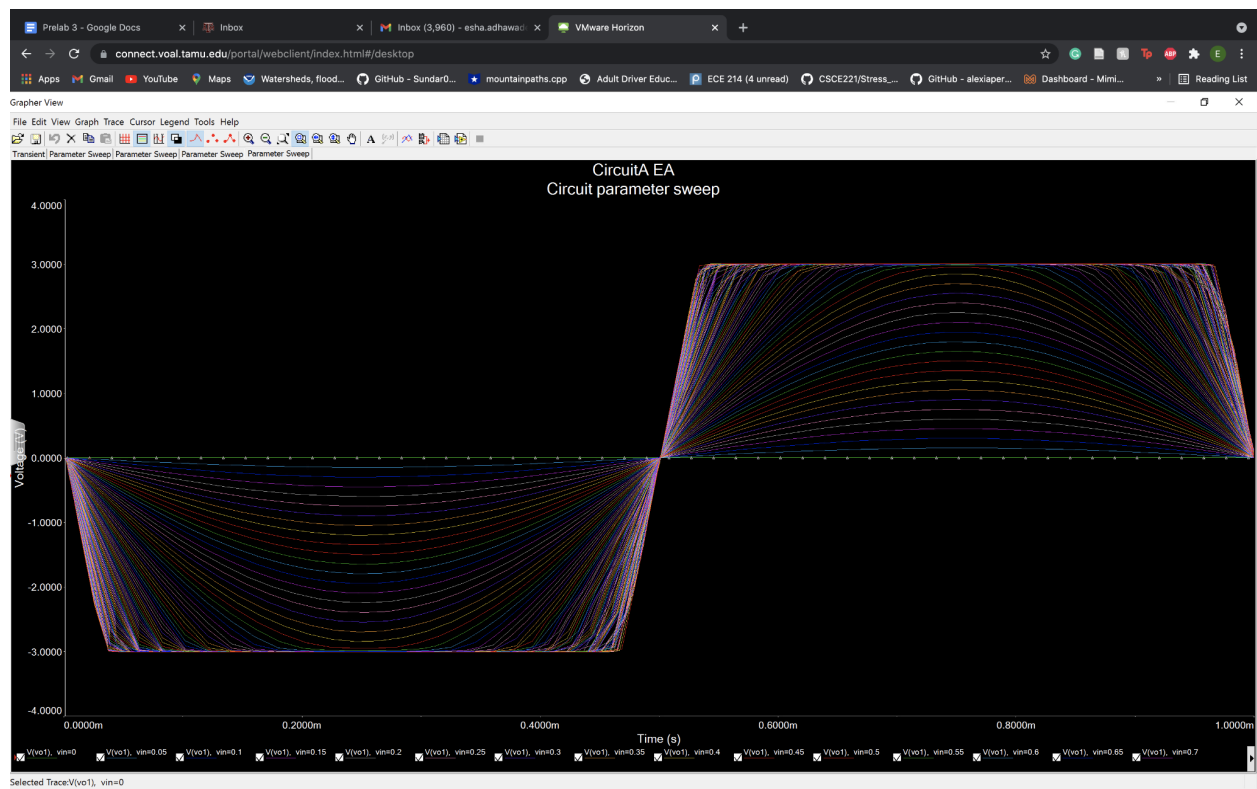 Prelab 3 - Google Docs × Inbox × Inbox (3,960) - esha.adhawad × VMware Horizon × +
connect.voal.tamu.edu/portal/webclient/index.html#/desktop
Apps Gmail YouTube Maps Watersheds, flood... GitHub - Sundar0... mountainpaths.cpp Adult Driver Educ... ECE 214 (4 unread) CSCE221/Stress_... GitHub - alexiaper... Dashboard - Mimi... » Reading List
Grapher View
File Edit View Graph Trace Cursor Legend Tools Help
Transient Parameter Sweep Parameter Sweep Parameter Sweep Parameter Sweep
CircuitA EA
Circuit parameter sweep
4.0000
3.0000
2.0000
1.0000
0.0000
-1.0000
-2.0000
-3.0000
-4.0000
Voltage (V)
0.0000m 0.2000m 0.4000m 0.6000m 0.8000m 1.0000m
Time (s)
V(vo1), vin=0 V(vo1), vin=0.05 V(vo1), vin=0.1 V(vo1), vin=0.15 V(vo1), vin=0.2 V(vo1), vin=0.25 V(vo1), vin=0.3 V(vo1), vin=0.35 V(vo1), vin=0.4 V(vo1), vin=0.45 V(vo1), vin=0.5 V(vo1), vin=0.55 V(vo1), vin=0.6 V(vo1), vin=0.65 V(vo1), vin=0.7
Selected Trace:V(vo1), vin=0